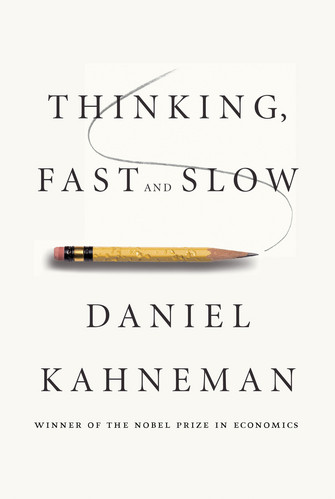 THINKING,
FAST AND SLOW
DANIEL
KAHNEMAN
WINNER OF THE NOBEL PRIZE IN ECONOMICS